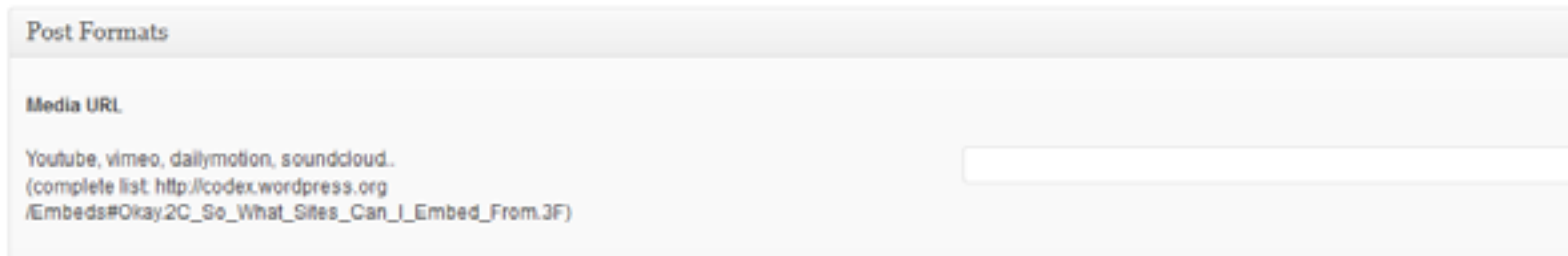 Post Formats
Media URL
Youtube, vimeo, dailymotion, soundcloud..
(complete list: http://codex.wordpress.org
/Embeds#Okay.2C_So_What_Sites_Can_I_Embed_From.3F)